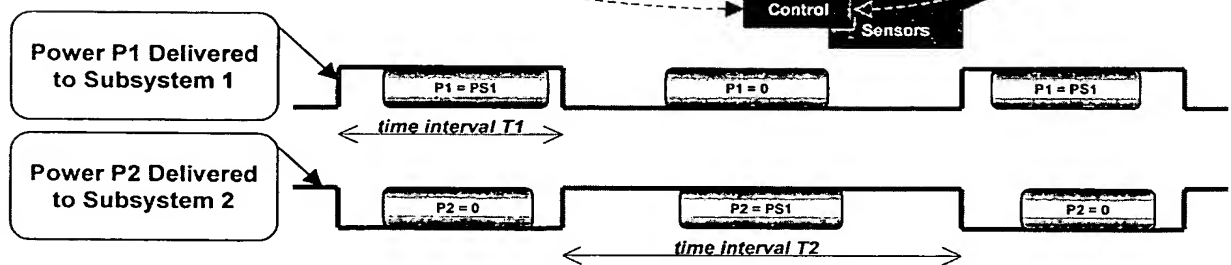 Control
Sensors
Power P1 Delivered
to Subsystem 1
P1 = PS1
P1 = 0
P1 = PS1
time interval T1
Power P2 Delivered
to Subsystem 2
P2 = 0
P2 = PS1
P2 = 0
time interval T2